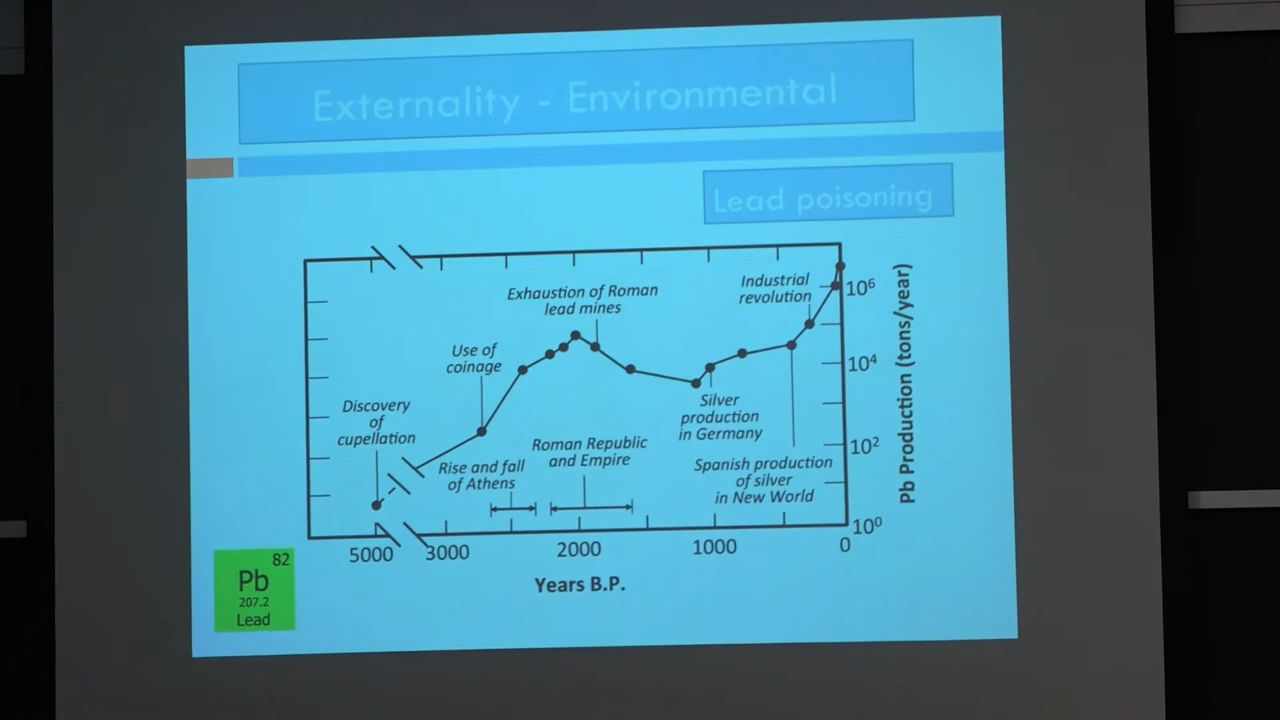 Externality - Environmental
Lead poisoning
Exhaustion of Roman
lead mines
Industrial
revolution
Use of
coinage
Discovery
of
cupellation
Silver
production
in Germany
Rise and fall
of Athens
Roman Republic
and Empire
Spanish production
of silver
in New World
10⁶
10⁴
10²
10⁰
Pb Production (tons/year)
5000 3000 2000 1000 0
Years B.P.
82
Pb
207.2
Lead